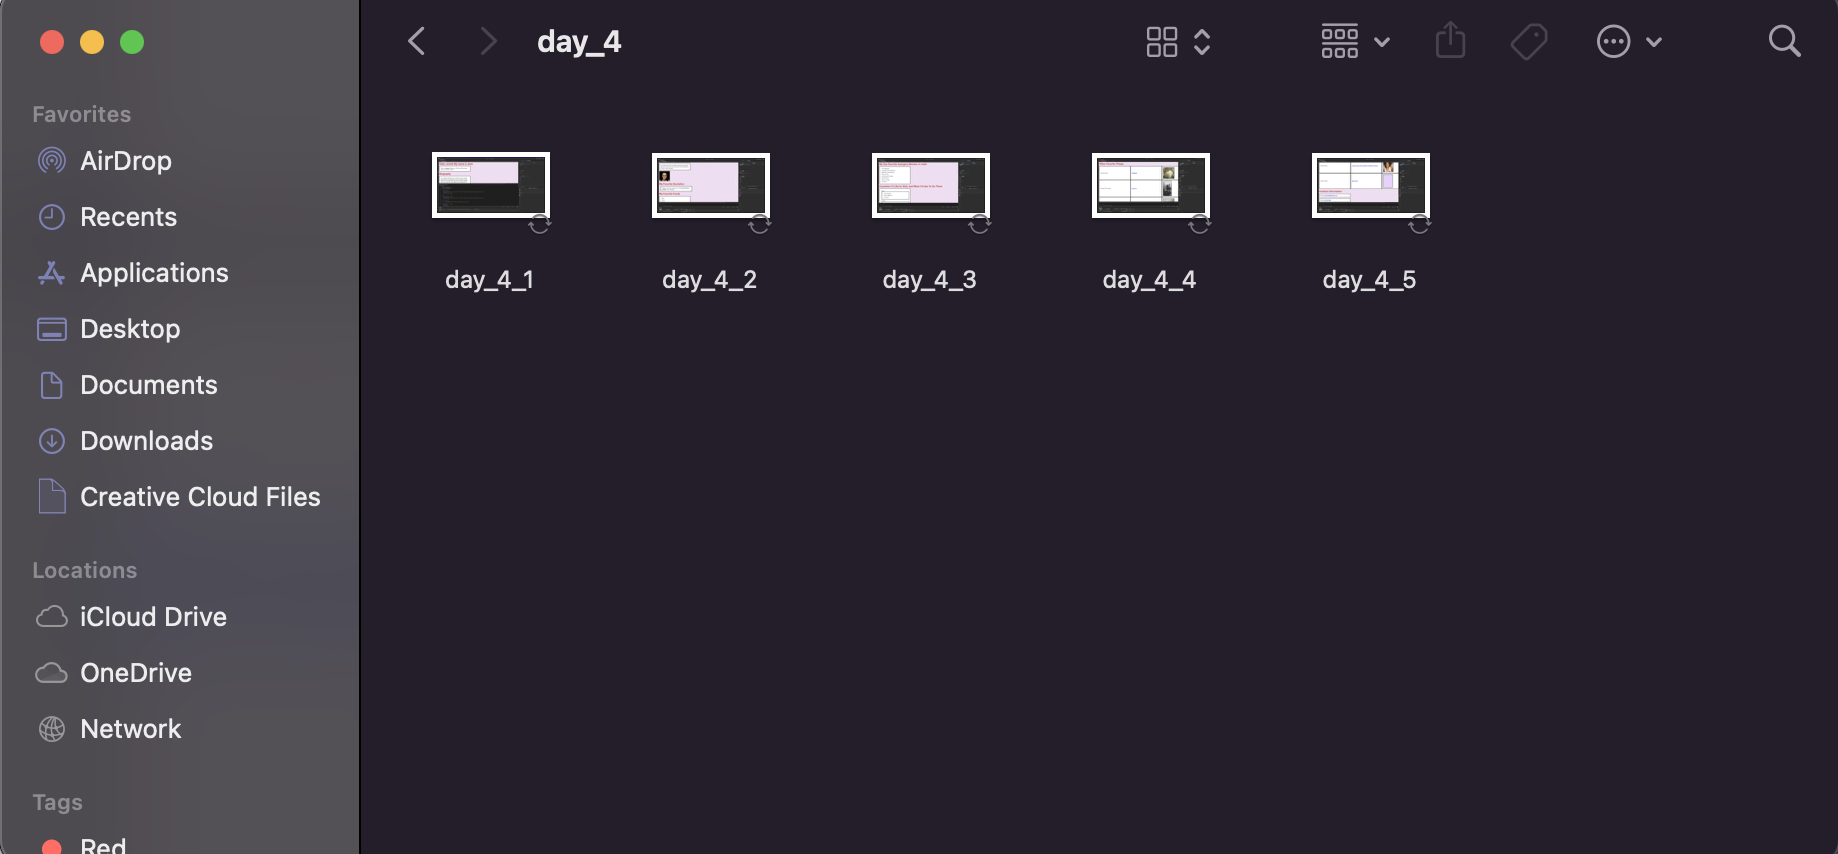 day_4
Favorites
AirDrop
Recents
Applications
Desktop
Documents
Downloads
Creative Cloud Files
Locations
iCloud Drive
OneDrive
Network
Tags
Red
day_4_1
day_4_2
day_4_3
day_4_4
day_4_5